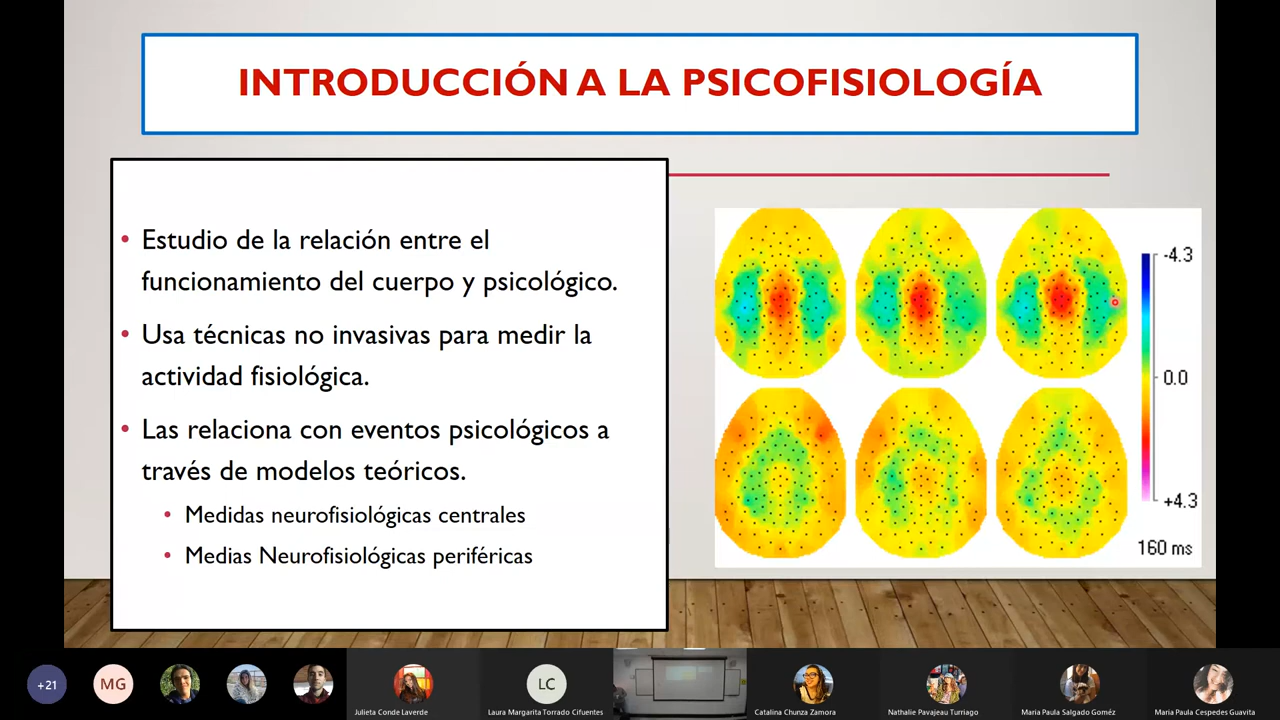 INTRODUCCIÓN A LA PSICOFISIOLOGÍA
• Estudio de la relación entre el
funcionamiento del cuerpo y psicológico.
• Usa técnicas no invasivas para medir la
actividad fisiológica.
• Las relaciona con eventos psicológicos a
través de modelos teóricos.
• Medidas neurofisiológicas centrales
• Medias Neurofisiológicas periféricas
-4.3
0.0
+4.3
160 ms
+21
MG
LC
Julieta Conde Laverde
Laura Margarita Torrado Cifuentes
Catalina Chunza Zamora
Nathalie Pavajeau Turriago
Maria Paula Salgado Goméz
Maria Paula Cespedes Guavita